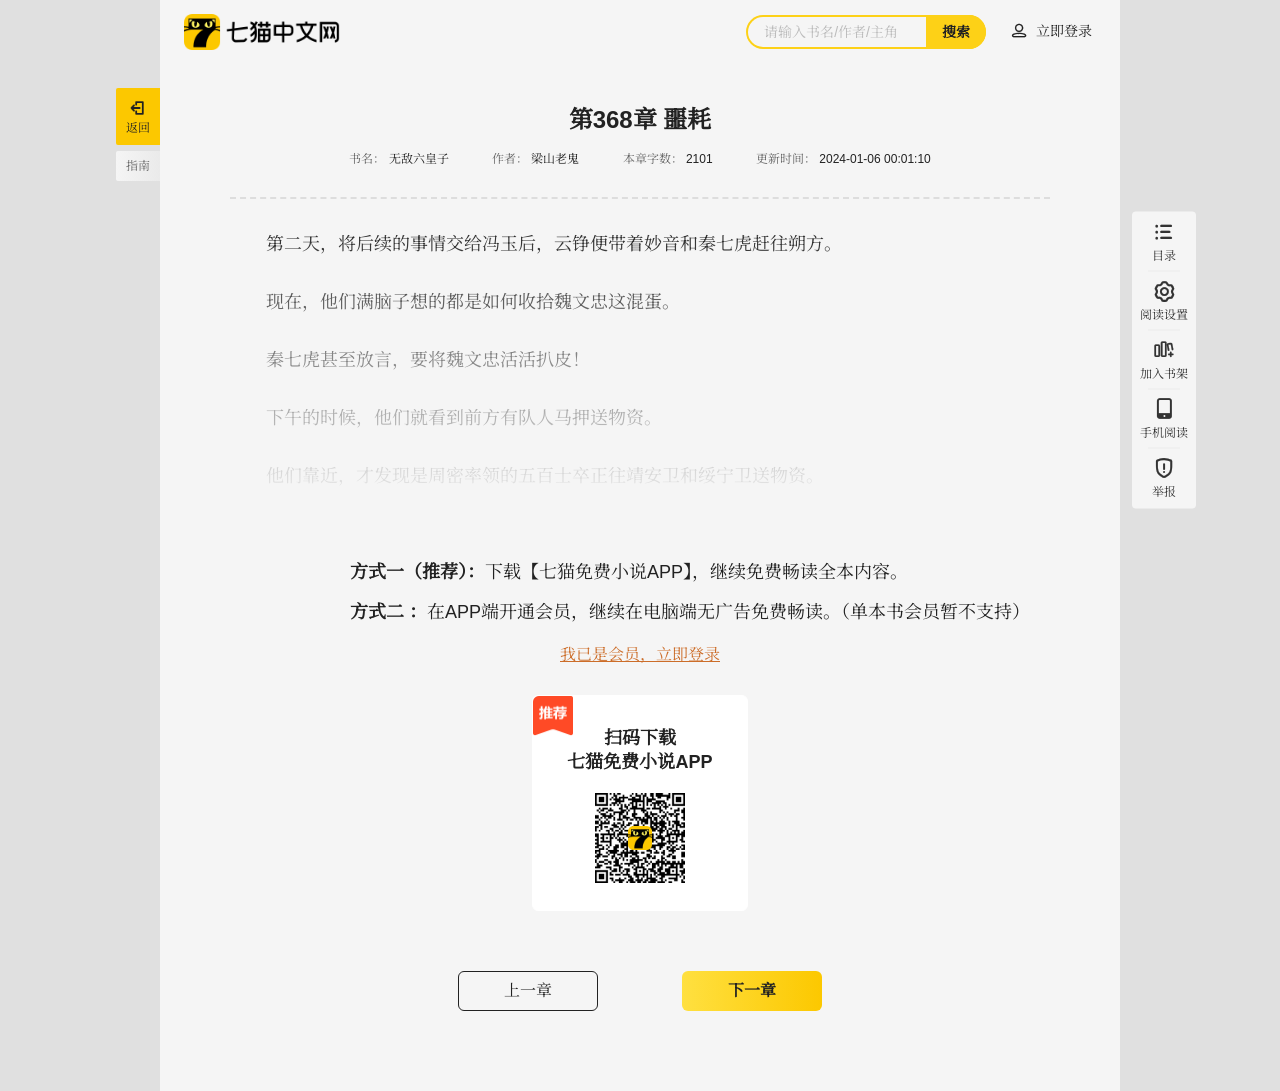 七猫中文网
请输入书名/作者/主角
搜索
立即登录
返回
指南
第368章 噩耗
书名： 无敌六皇子 作者： 梁山老鬼 本章字数： 2101 更新时间： 2024-01-06 00:01:10
第二天，将后续的事情交给冯玉后，云铮便带着妙音和秦七虎赶往朔方。
现在，他们满脑子想的都是如何收拾魏文忠这混蛋。
秦七虎甚至放言，要将魏文忠活活扒皮！
下午的时候，他们就看到前方有队人马押送物资。
他们靠近，才发现是周密率领的五百士卒正往靖安卫和绥宁卫送物资。
目录
阅读设置
加入书架
手机阅读
举报
方式一（推荐）：下载【七猫免费小说APP】，继续免费畅读全本内容。
方式二 ：在APP端开通会员，继续在电脑端无广告免费畅读。（单本书会员暂不支持）
我已是会员，立即登录
推荐
扫码下载
七猫免费小说APP
上一章
下一章